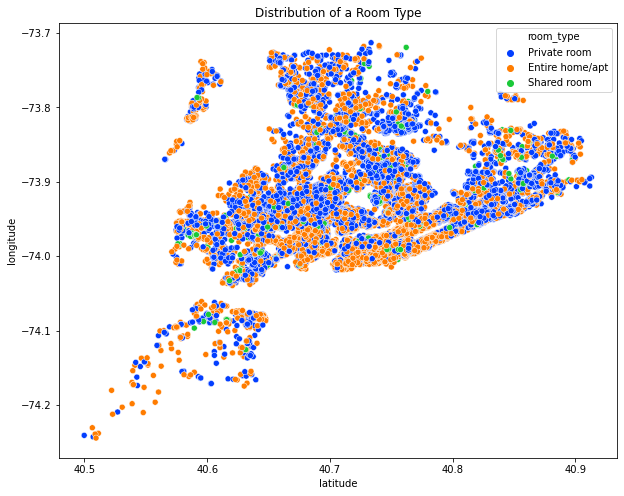 Distribution of a Room Type
room_type
Private room
Entire home/apt
Shared room
longitude
−73.7
−73.8
−73.9
−74.0
−74.1
−74.2
40.5 40.6 40.7 40.8 40.9
latitude